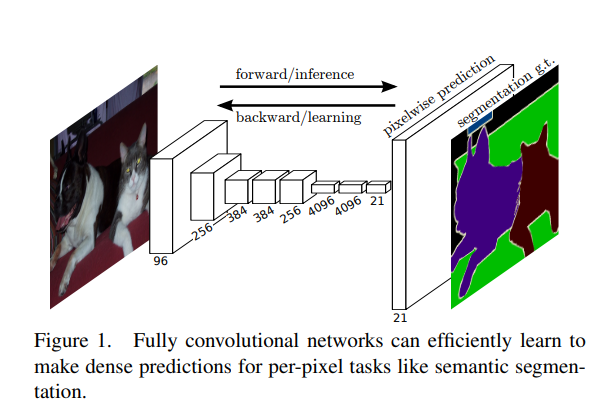 forward/inference
backward/learning
pixelwise prediction
segmentation g.t.
96
256
384
384
256
4096
4096
21
21
Figure 1. Fully convolutional networks can efficiently learn to
make dense predictions for per-pixel tasks like semantic segmen-
tation.